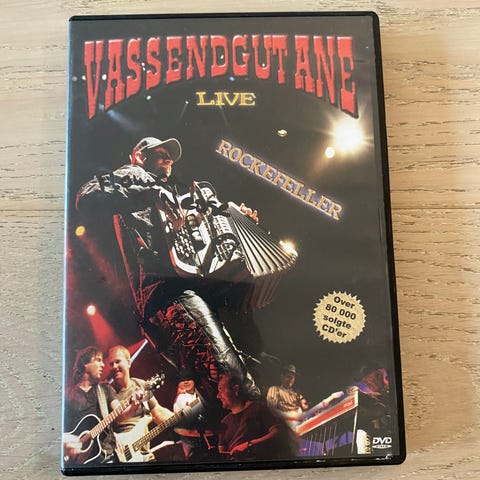 VASSENDGUTANE
LIVE
ROCKEFELLER
Over
80 000
solgte
CD'er
DVD